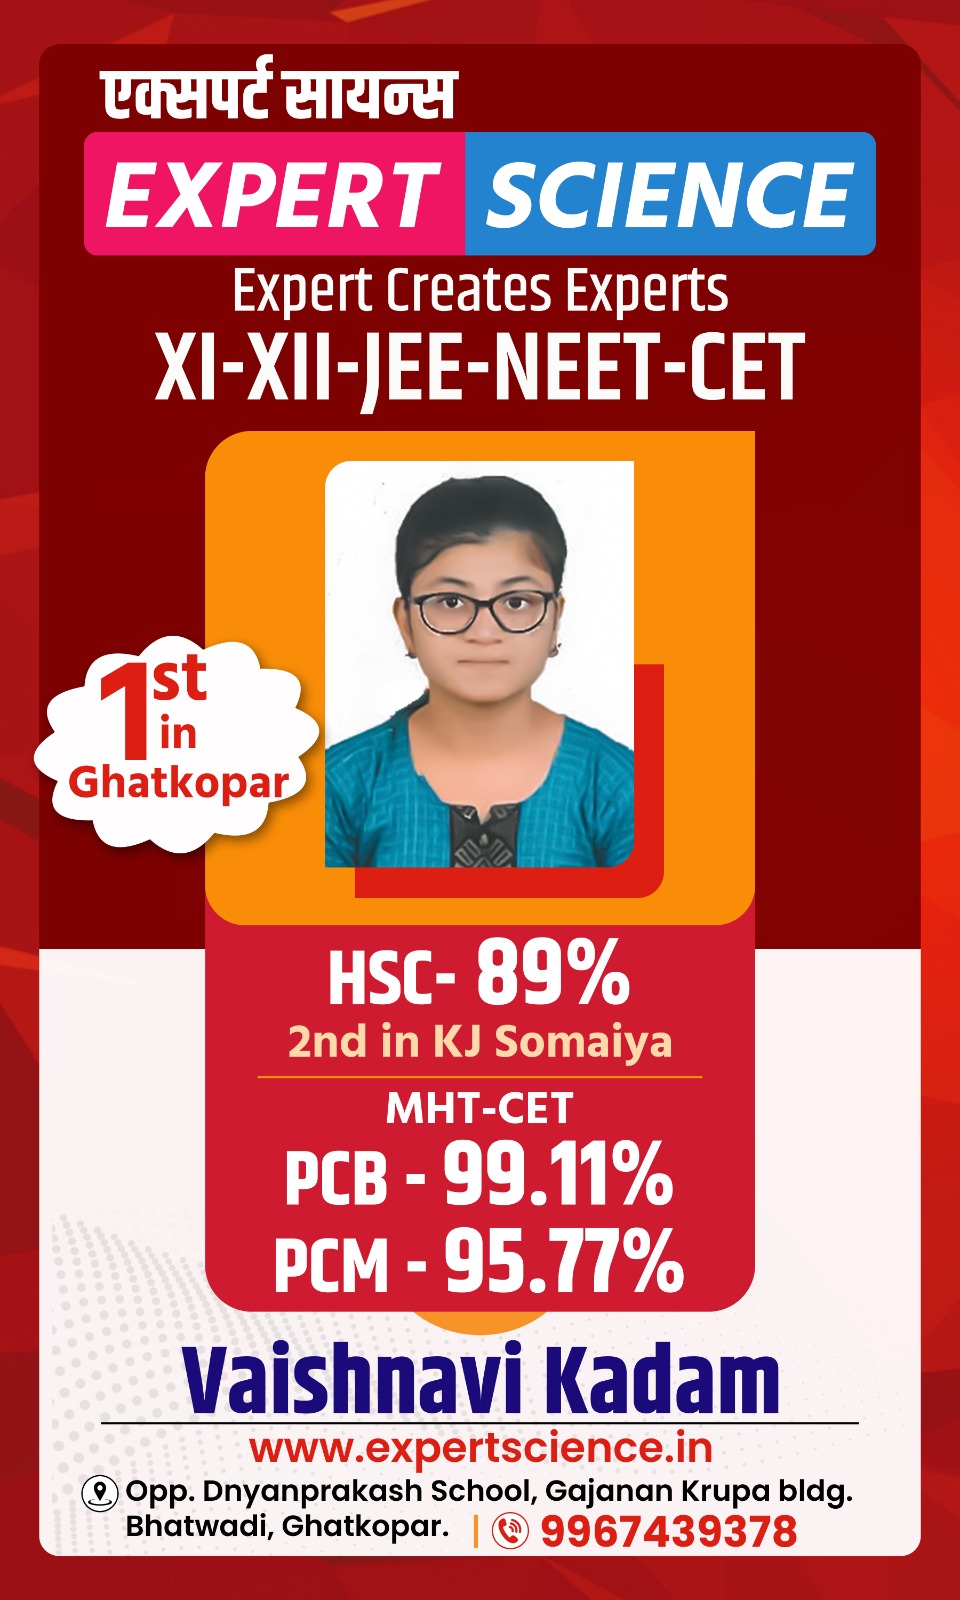 एक्सपर्ट सायन्स
EXPERT SCIENCE
Expert Creates Experts
XI-XII-JEE-NEET-CET
1st
in
Ghatkopar
HSC- 89%
2nd in KJ Somaiya
MHT-CET
PCB - 99.11%
PCM - 95.77%
Vaishnavi Kadam
www.expertscience.in
Opp. Dnyanprakash School, Gajanan Krupa bldg.
Bhatwadi, Ghatkopar. | 9967439378